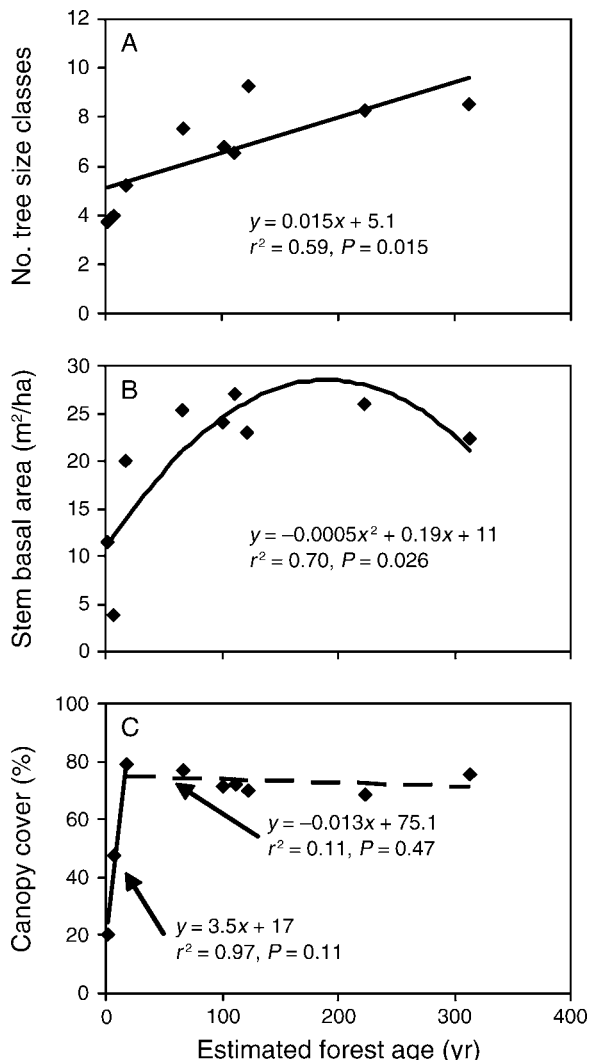 12
10
8
6
4
2
0
No. tree size classes
A
y = 0.015x + 5.1
r² = 0.59, P = 0.015
30
25
20
15
10
5
0
Stem basal area (m²/ha)
B
y = −0.0005x² + 0.19x + 11
r² = 0.70, P = 0.026
100
80
60
40
20
0
Canopy cover (%)
C
y = −0.013x + 75.1
r² = 0.11, P = 0.47
y = 3.5x + 17
r² = 0.97, P = 0.11
0 100 200 300 400
Estimated forest age (yr)